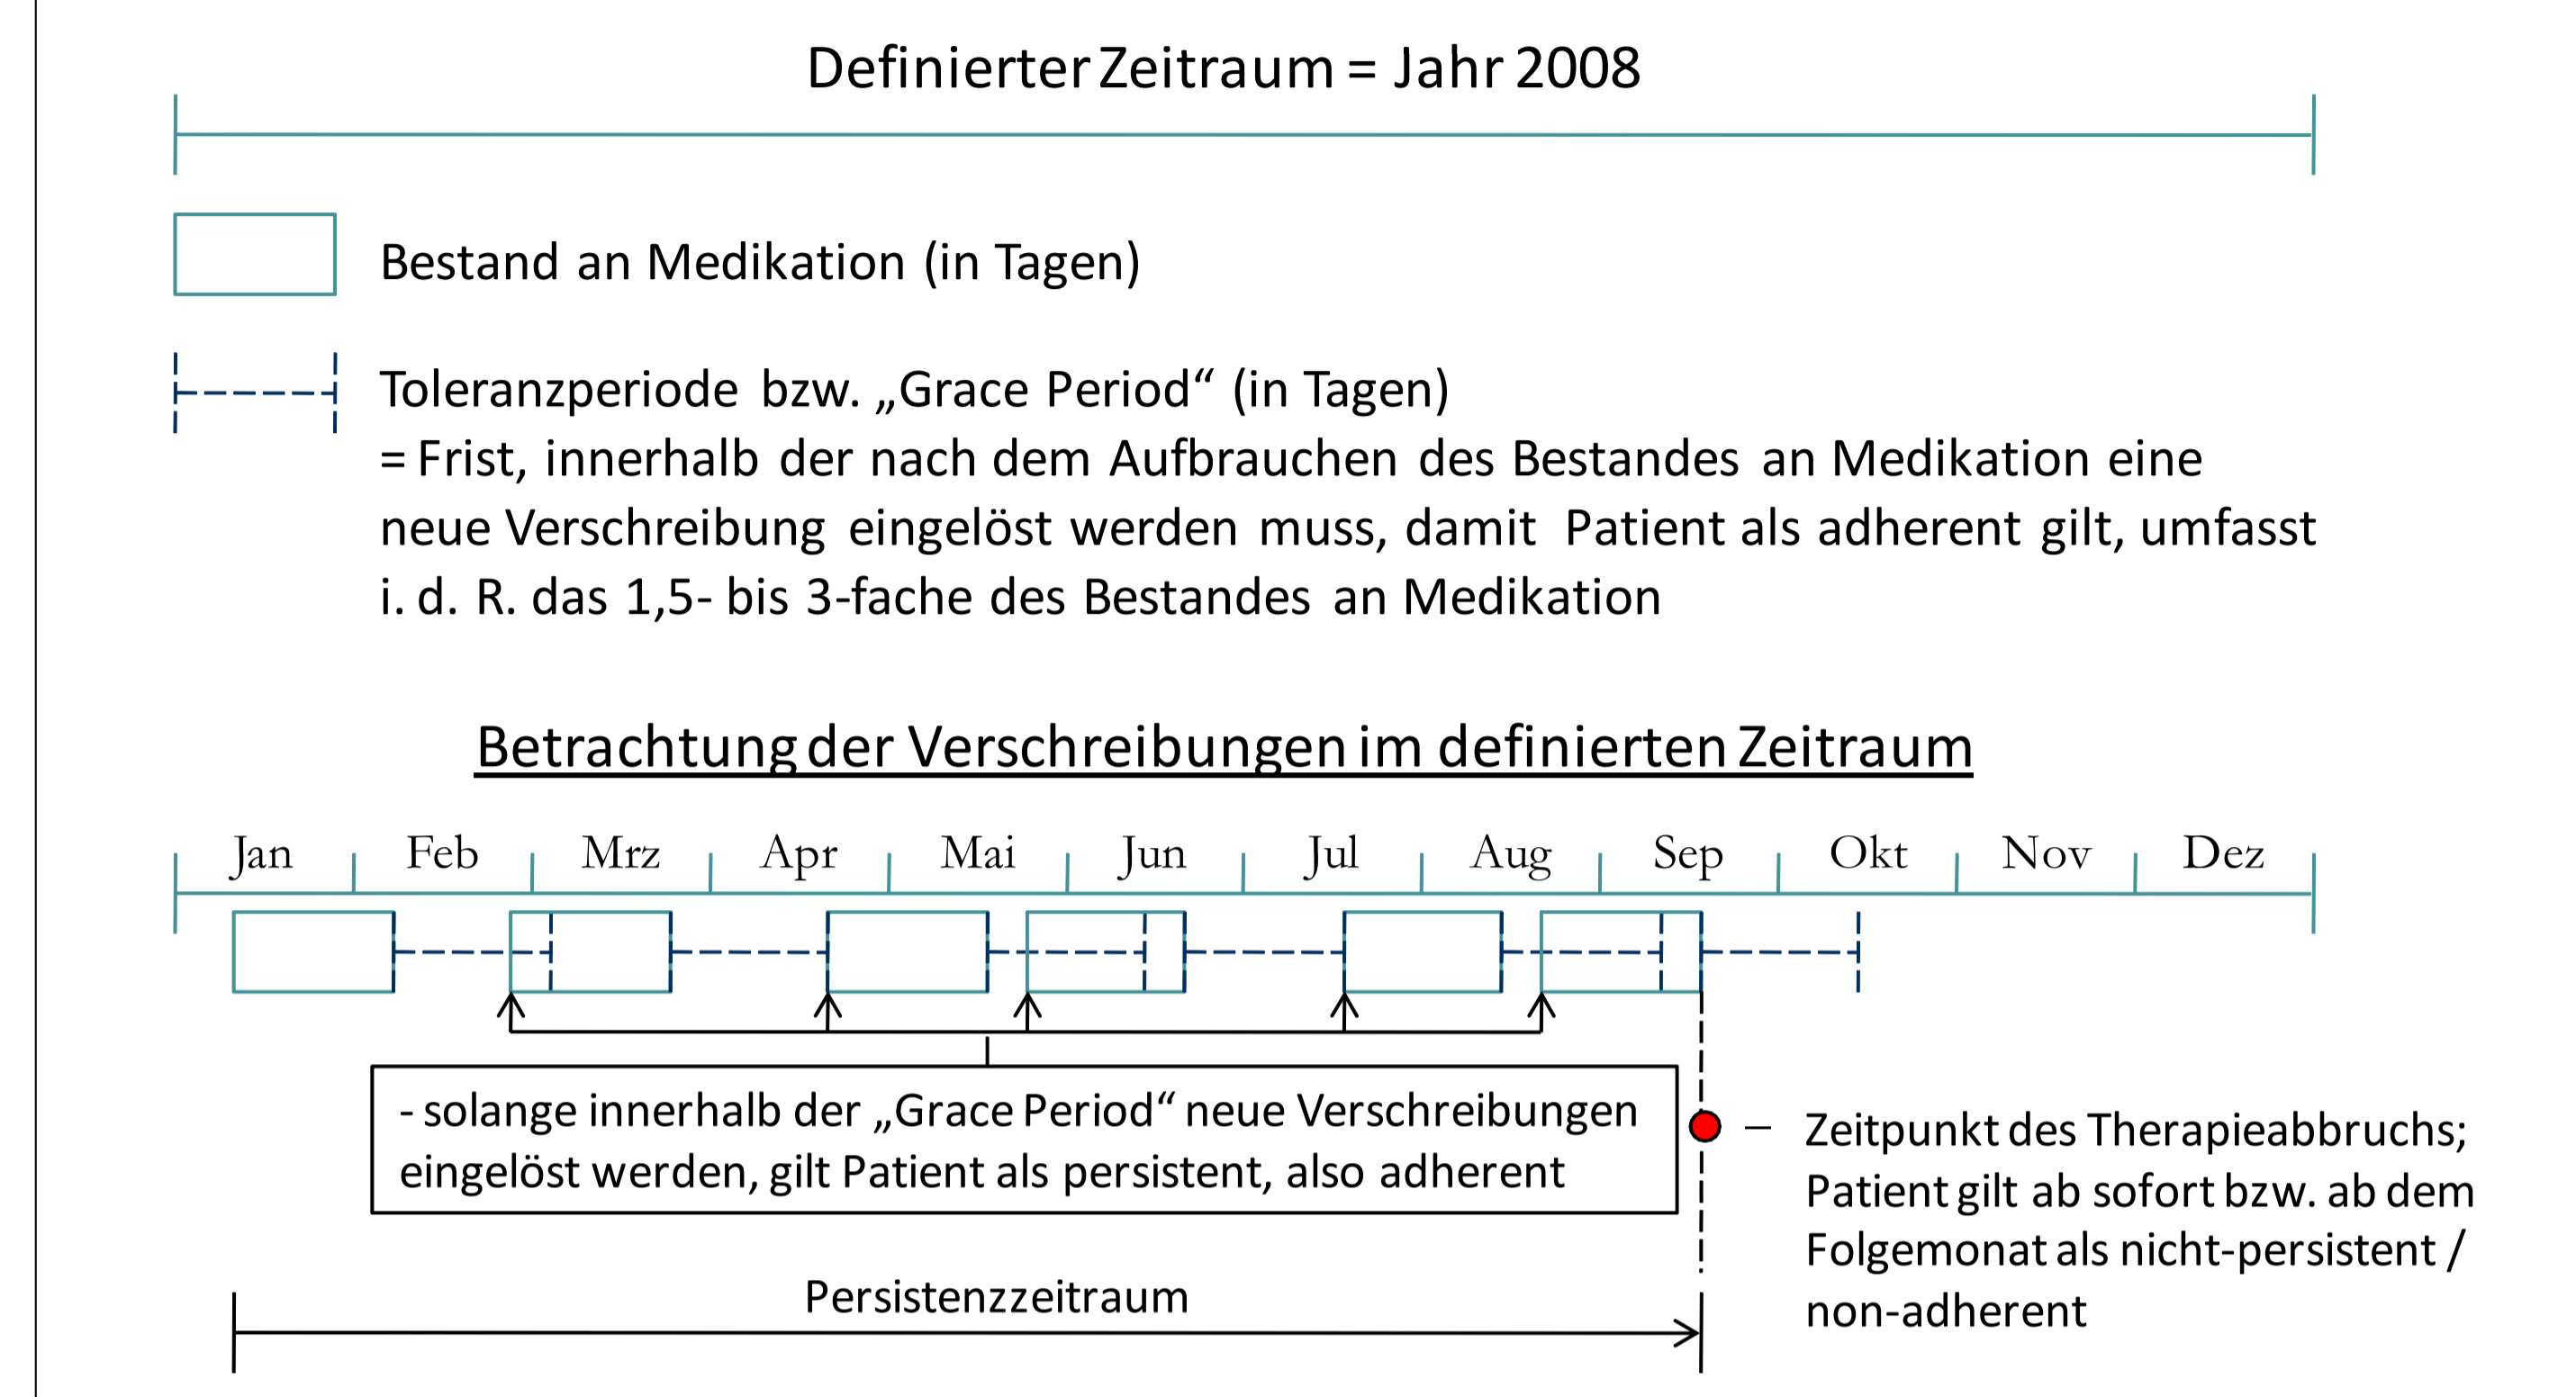 Definierter Zeitraum = Jahr 2008
Bestand an Medikation (in Tagen)
Toleranzperiode bzw. „Grace Period“ (in Tagen)
= Frist, innerhalb der nach dem Aufbrauchen des Bestandes an Medikation eine
neue Verschreibung eingelöst werden muss, damit Patient als adherent gilt, umfasst
i. d. R. das 1,5- bis 3-fache des Bestandes an Medikation
Betrachtung der Verschreibungen im definierten Zeitraum
Jan Feb Mrz Apr Mai Jun Jul Aug Sep Okt Nov Dez
- solange innerhalb der „Grace Period“ neue Verschreibungen
eingelöst werden, gilt Patient als persistent, also adherent
Zeitpunkt des Therapieabbruchs;
Patient gilt ab sofort bzw. ab dem
Folgemonat als nicht-persistent /
non-adherent
Persistenzzeitraum